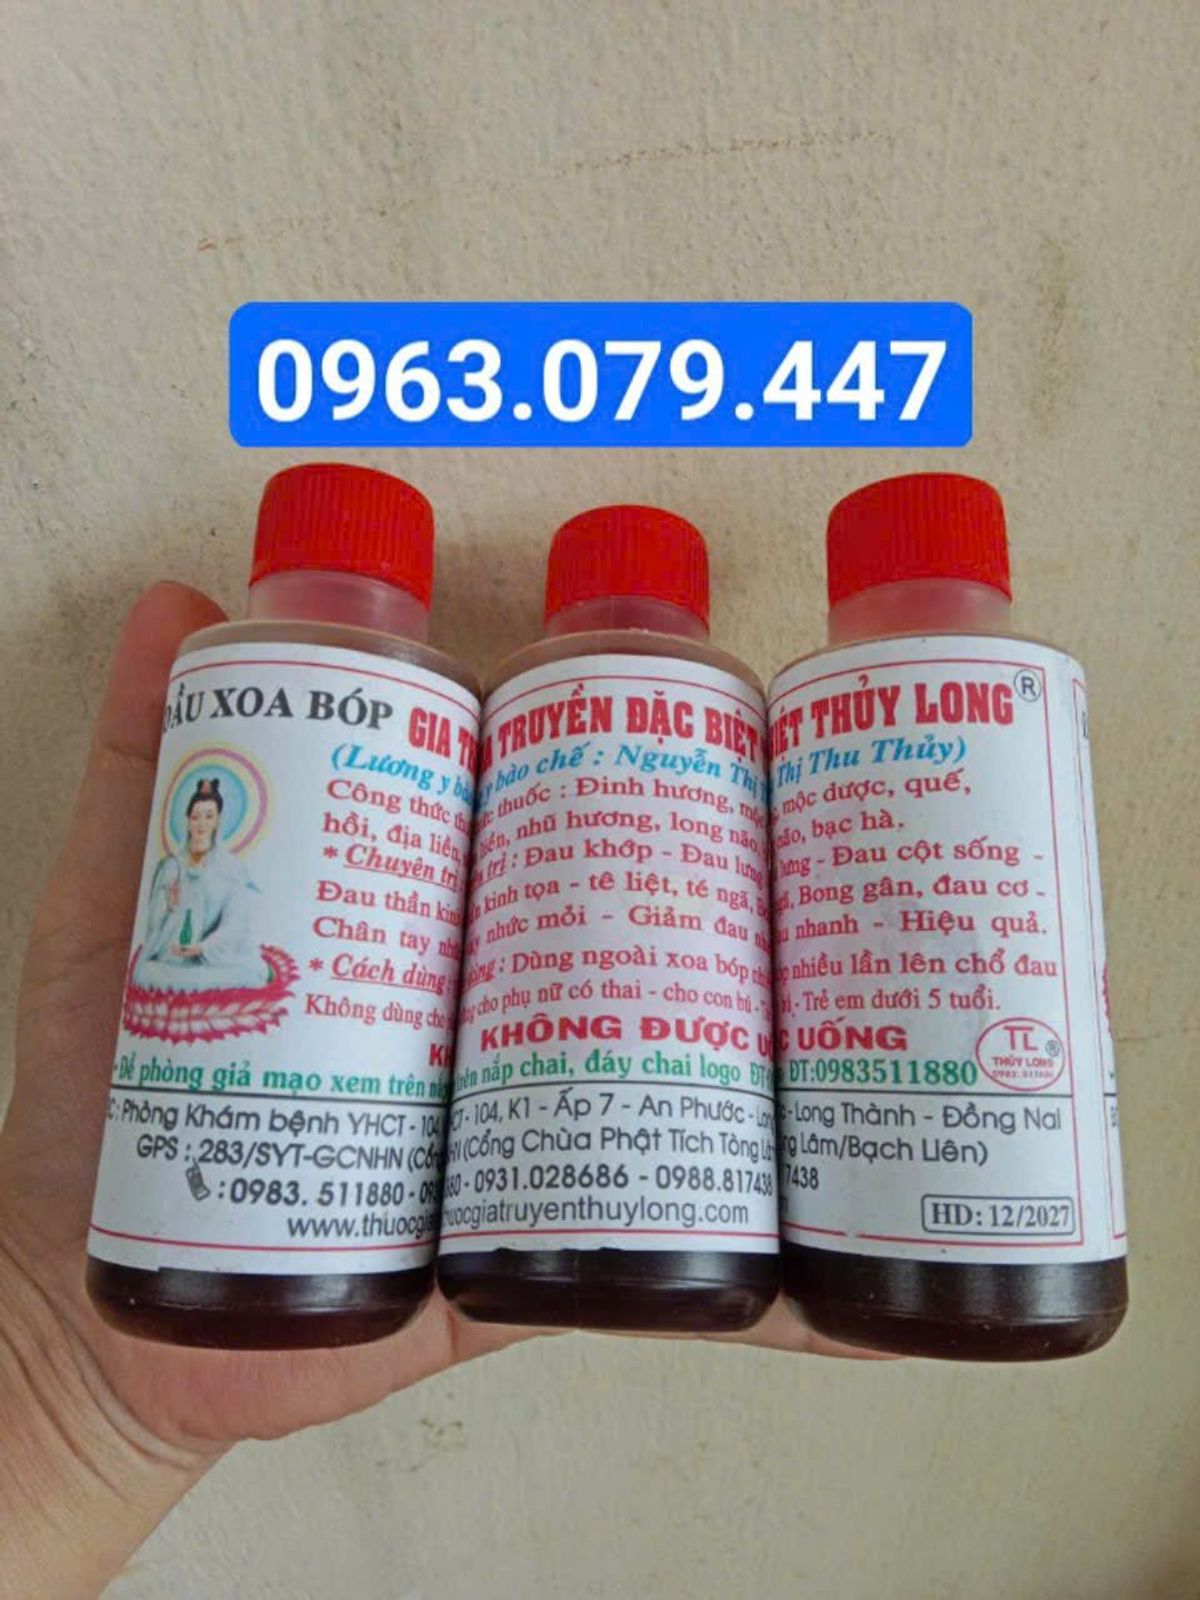 0963.079.447
DẦU XOA BÓP GIA TRUYỀN ĐẶC BIỆT THỦY LONG ®
(Lương y bào chế : Nguyễn Thị Thu Thủy)
Công thức thuốc : Đinh hương, mộc dược, quế,
hồi, địa liền, nhũ hương, long não, bạc hà.
* Chuyên trị : Đau khớp - Đau lưng - Đau cột sống -
Đau thần kinh tọa - tê liệt, té ngã, Bong gân, đau cơ -
Chân tay nhức mỏi - Giảm đau nhanh - Hiệu quả.
* Cách dùng : Dùng ngoài xoa bóp nhiều lần lên chổ đau
Không dùng cho phụ nữ có thai - cho con bú - Trẻ em dưới 5 tuổi.
KHÔNG ĐƯỢC UỐNG
Để phòng giả mạo xem trên nắp chai, đáy chai logo ĐT:0983511880
TL ®
THỦY LONG
0983.511880
ĐC: Phòng Khám bệnh YHCT - 104, K1 - Ấp 7 - An Phước - Long Thành - Đồng Nai
GPS : 283/SYT-GCNHN (Cổng Chùa Phật Tích Tòng Lâm/Bạch Liên)
: 0983. 511880 - 0931.028686 - 0988.817438
www.thuocgiatruyenthuylong.com
HD: 12/2027